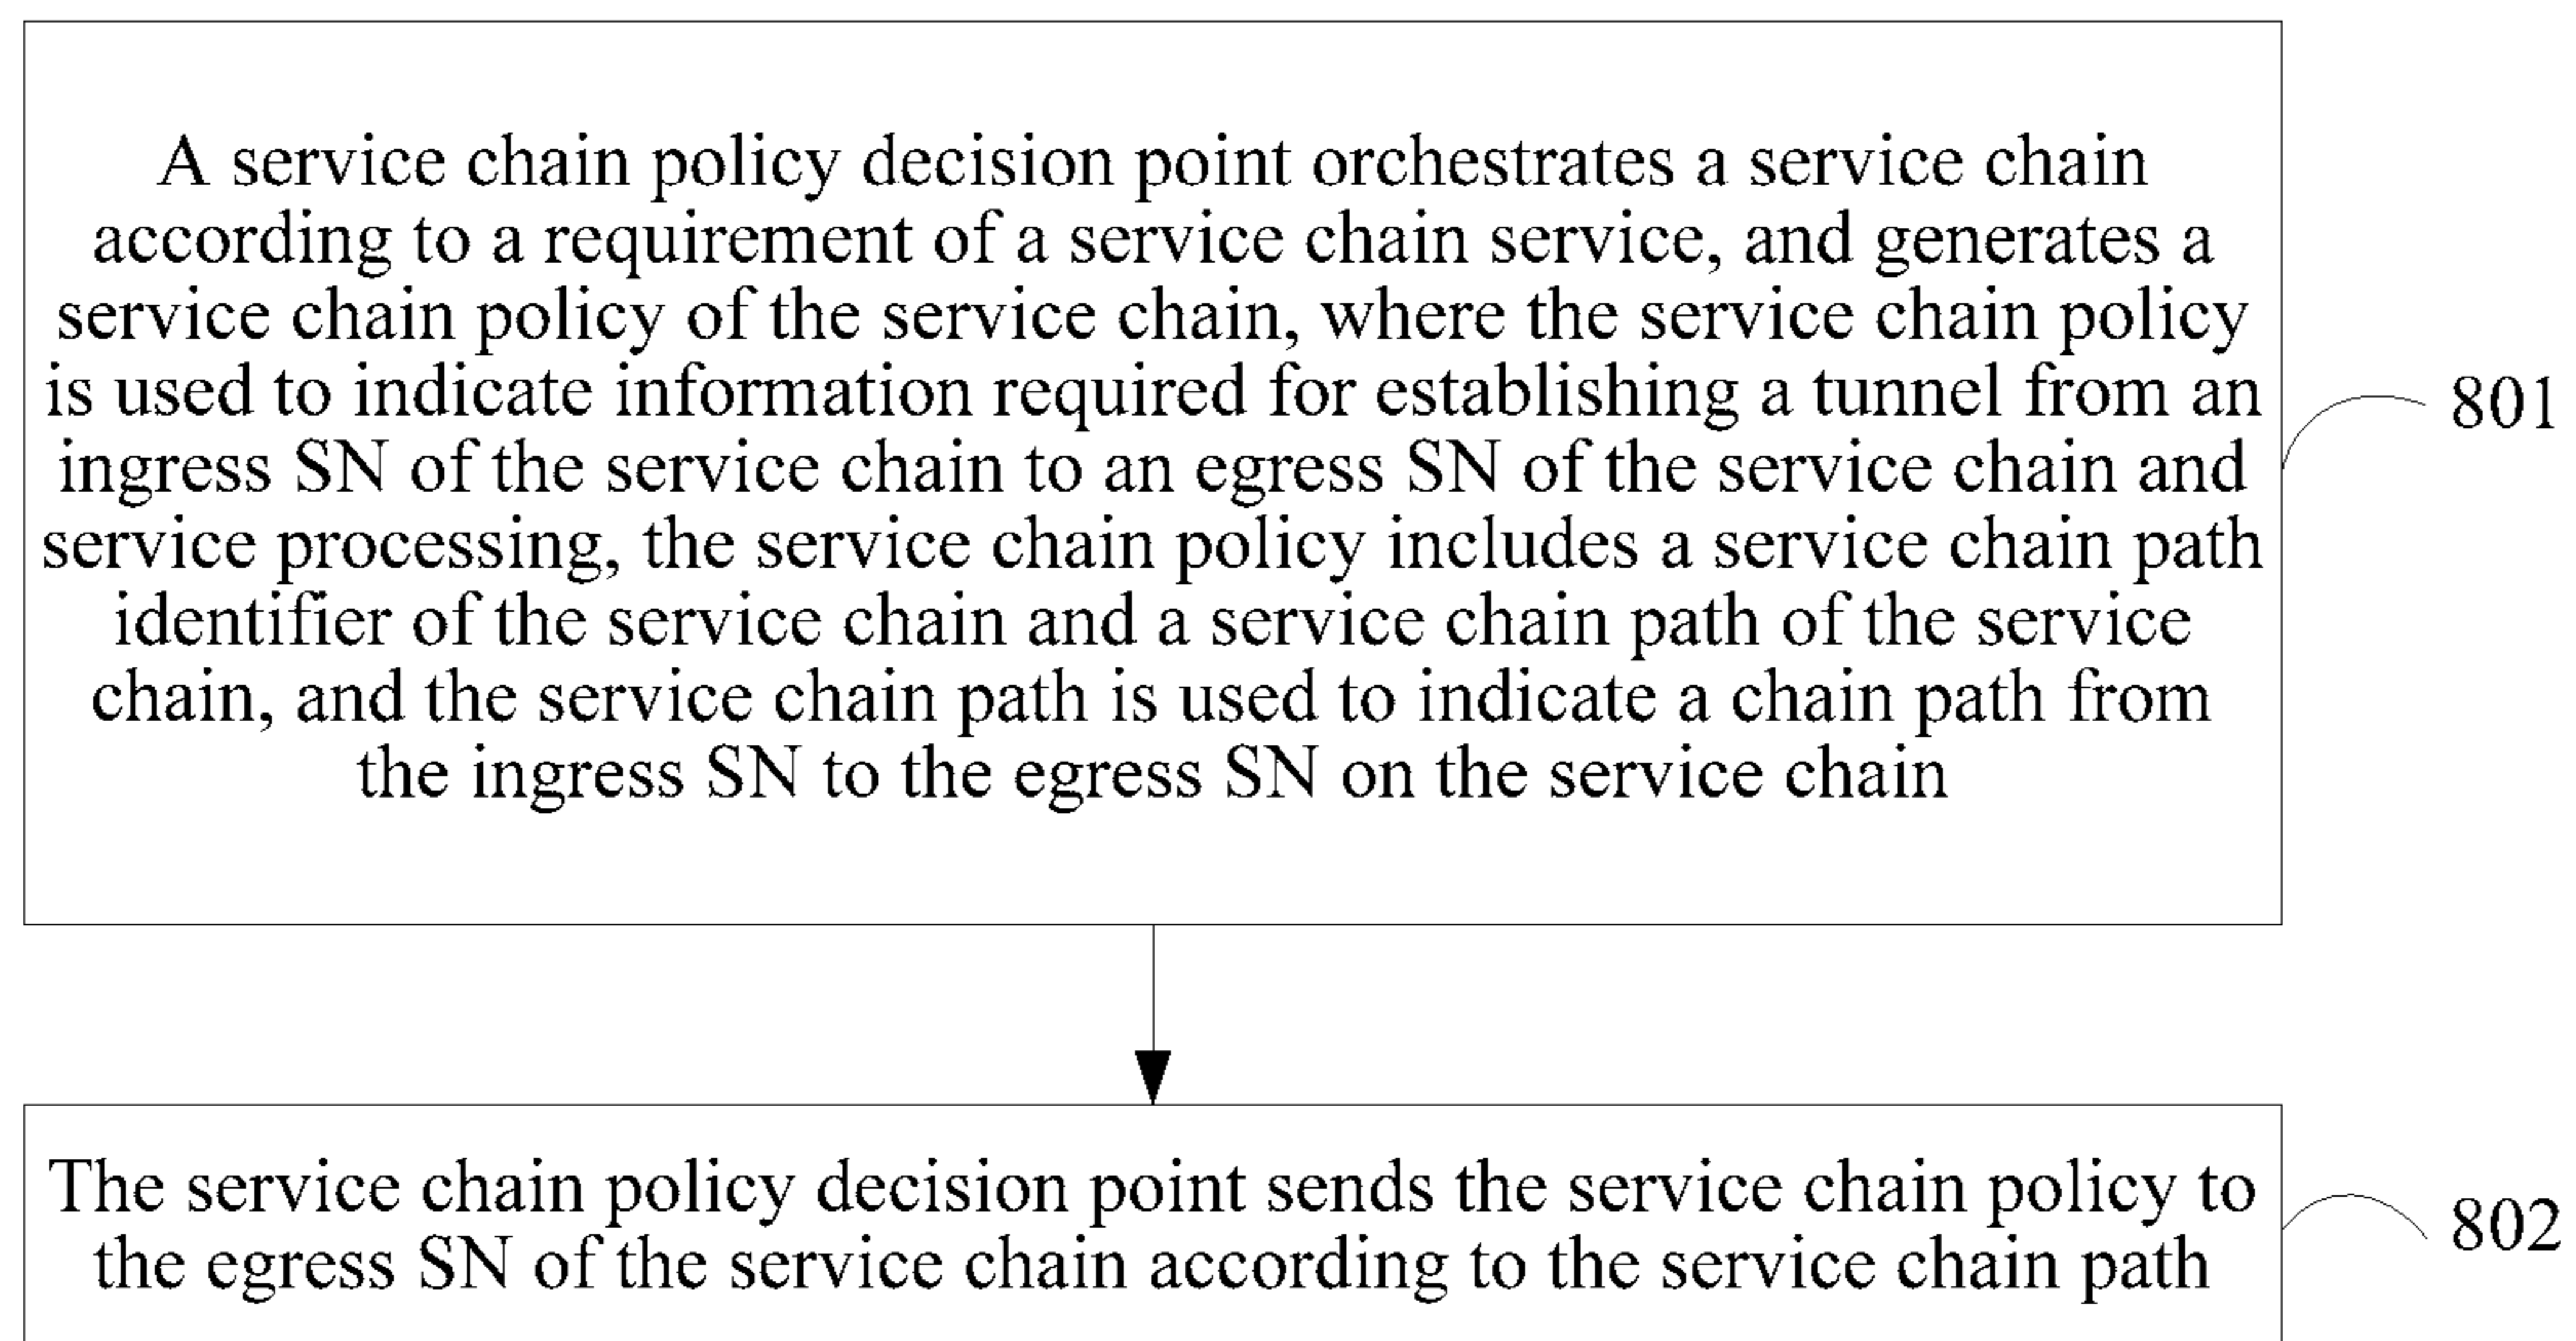 A service chain policy decision point orchestrates a service chain
according to a requirement of a service chain service, and generates a
service chain policy of the service chain, where the service chain policy
is used to indicate information required for establishing a tunnel from an
ingress SN of the service chain to an egress SN of the service chain and
service processing, the service chain policy includes a service chain path
identifier of the service chain and a service chain path of the service
chain, and the service chain path is used to indicate a chain path from
the ingress SN to the egress SN on the service chain
801
The service chain policy decision point sends the service chain policy to
the egress SN of the service chain according to the service chain path
802